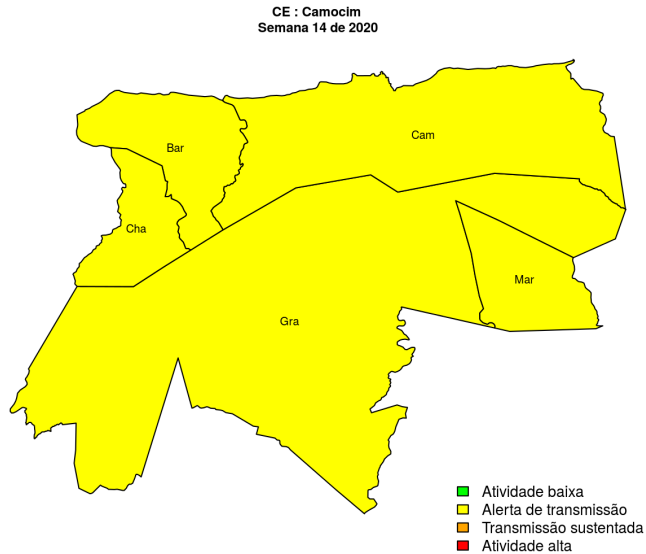 CE : Camocim
Semana 14 de 2020
Cam
Bar
Cha
Mar
Gra
Atividade baixa
Alerta de transmissão
Transmissão sustentada
Atividade alta